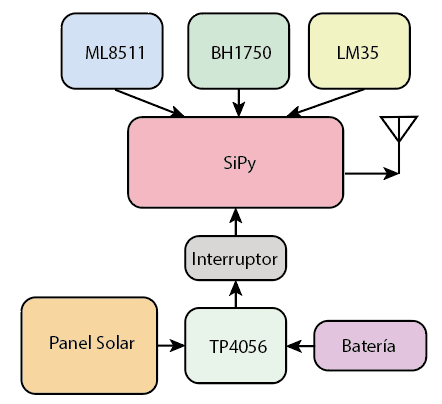 ML8511
BH1750
LM35
SiPy
Interruptor
Panel Solar
TP4056
Batería